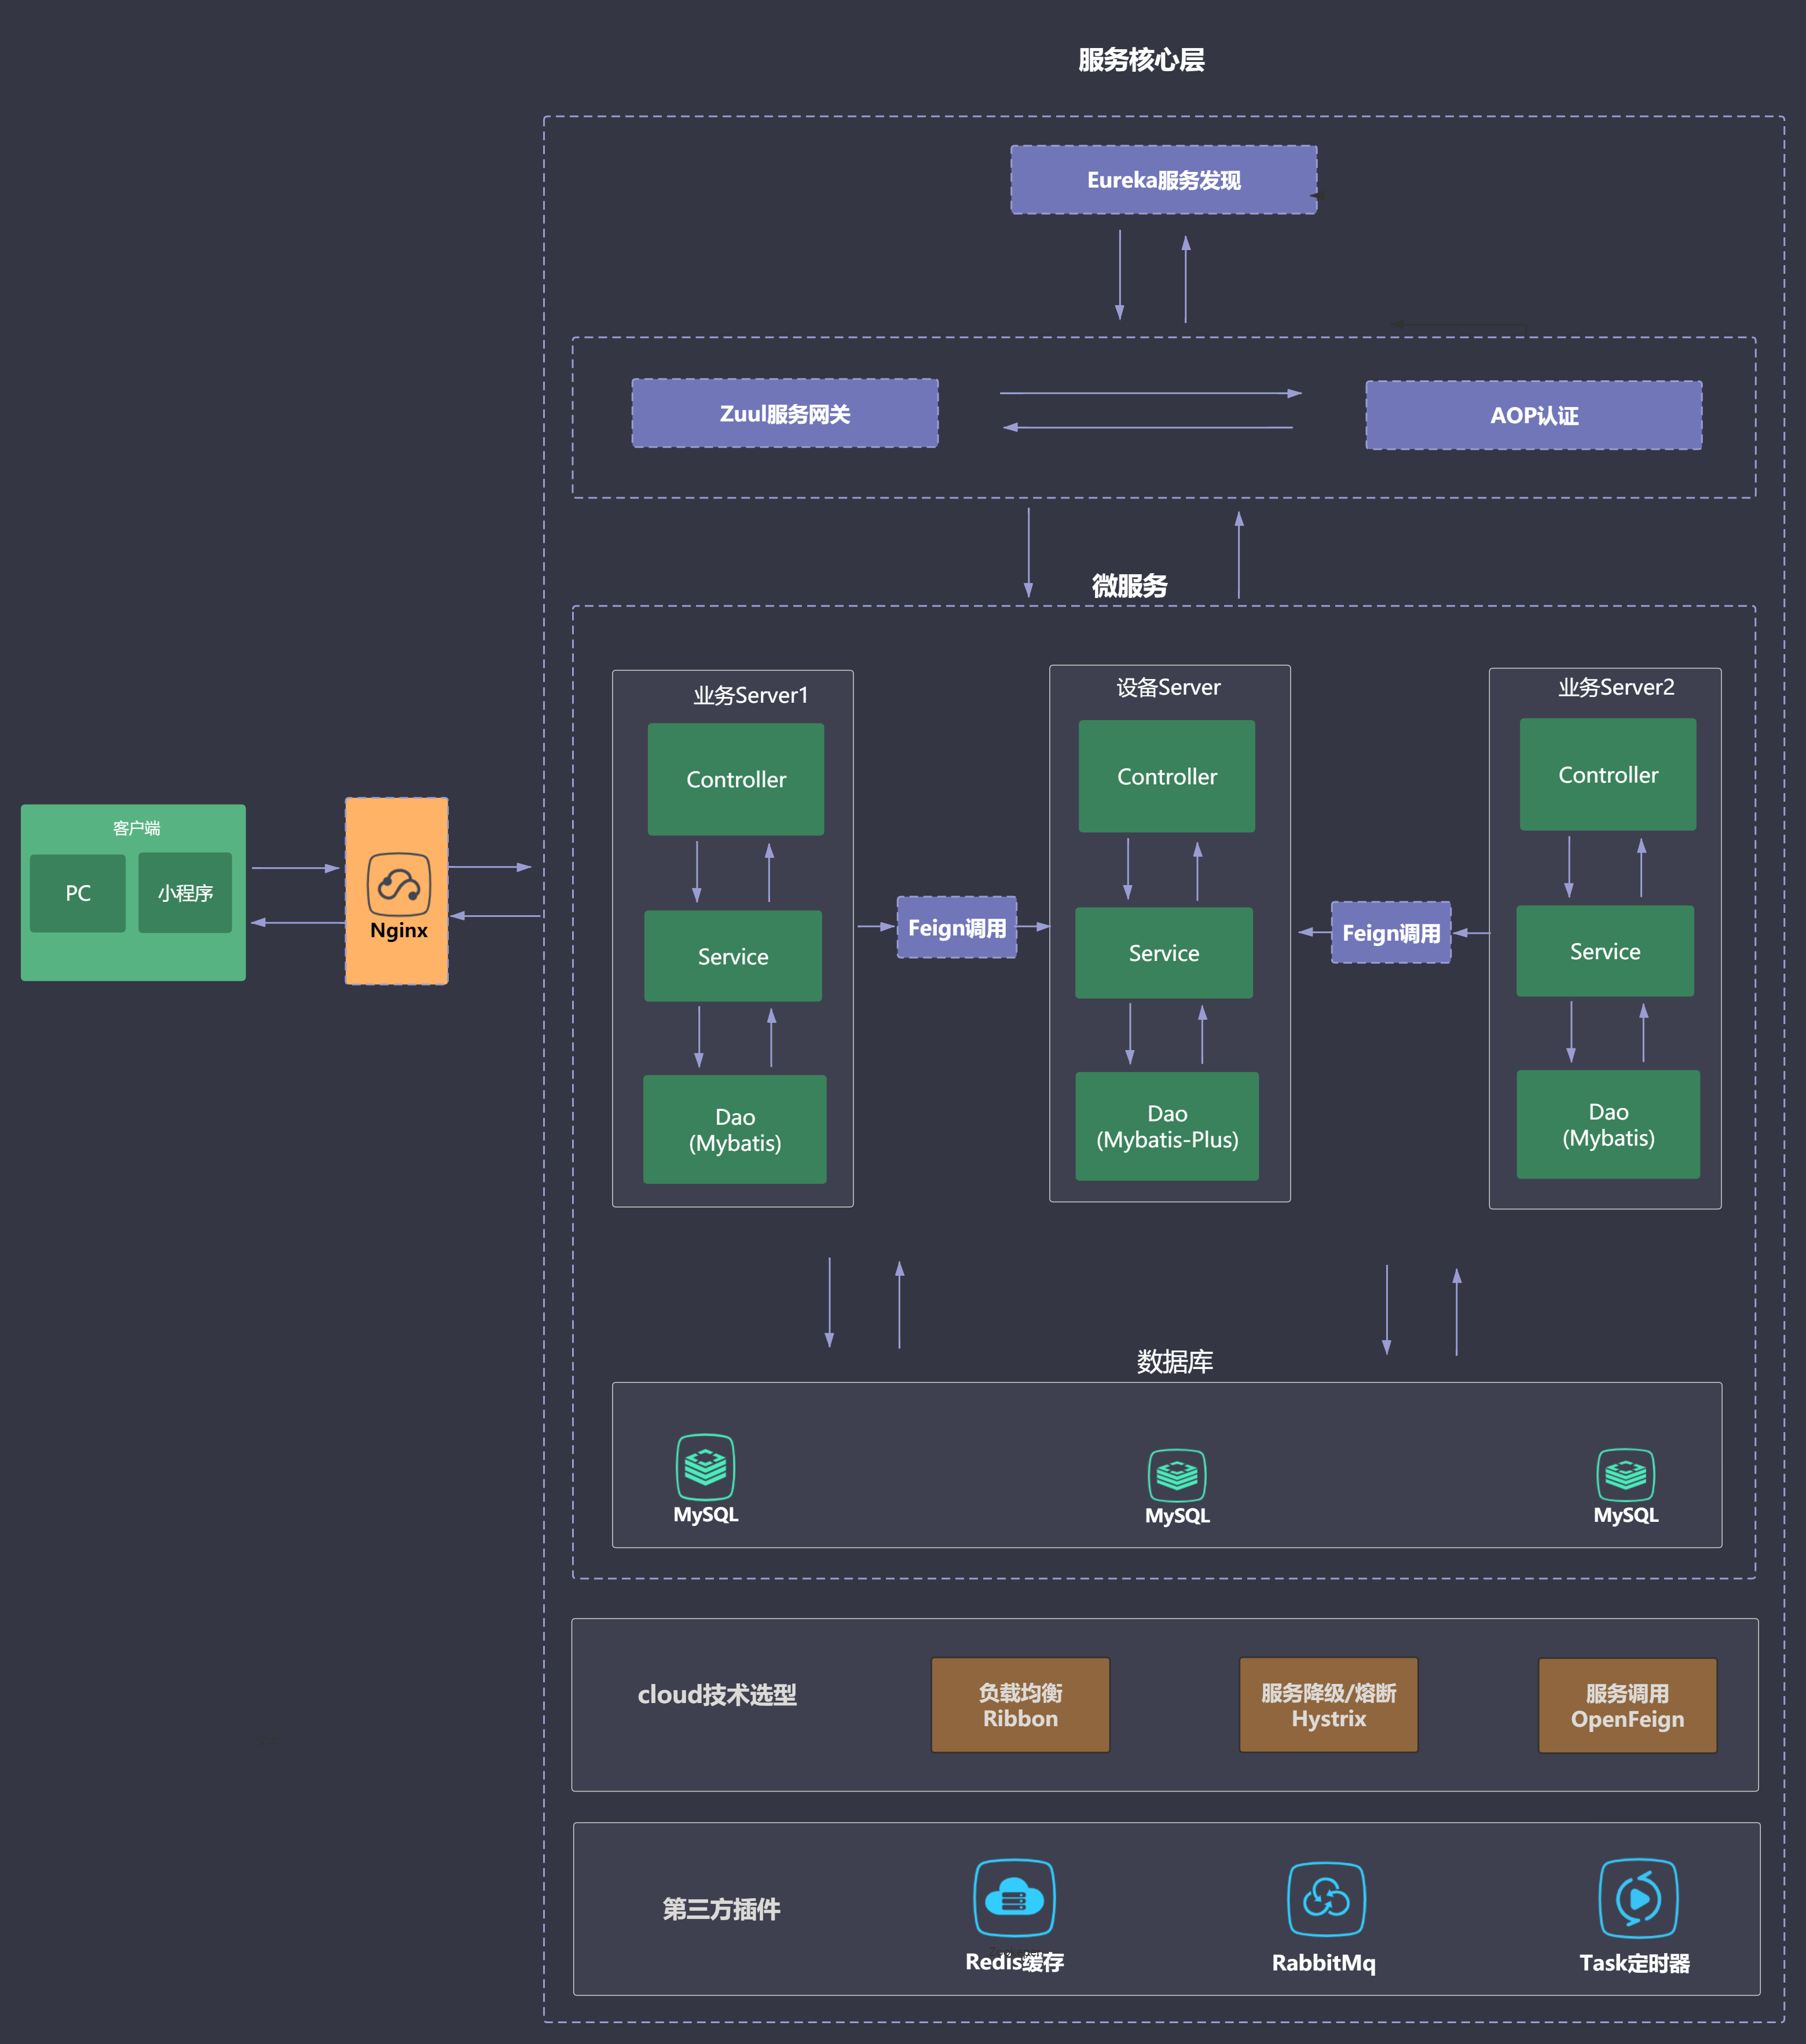 服务核心层
Eureka服务发现
Zuul服务网关
AOP认证
微服务
业务Server1
Controller
Service
Dao
(Mybatis)
设备Server
Controller
Service
Dao
(Mybatis-Plus)
业务Server2
Controller
Service
Dao
(Mybatis)
Feign调用
Feign调用
客户端
PC
小程序
Nginx
数据库
MySQL
MySQL
MySQL
cloud技术选型
负载均衡
Ribbon
服务降级/熔断
Hystrix
服务调用
OpenFeign
第三方插件
Redis缓存
RabbitMq
Task定时器